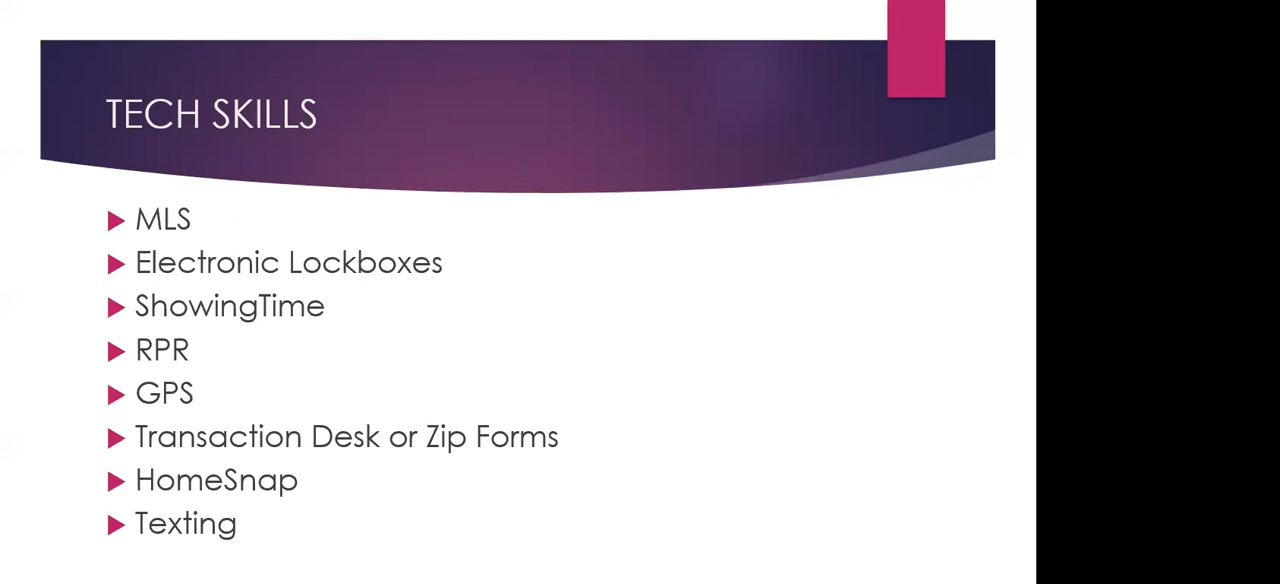 TECH SKILLS
MLS
Electronic Lockboxes
ShowingTime
RPR
GPS
Transaction Desk or Zip Forms
HomeSnap
Texting